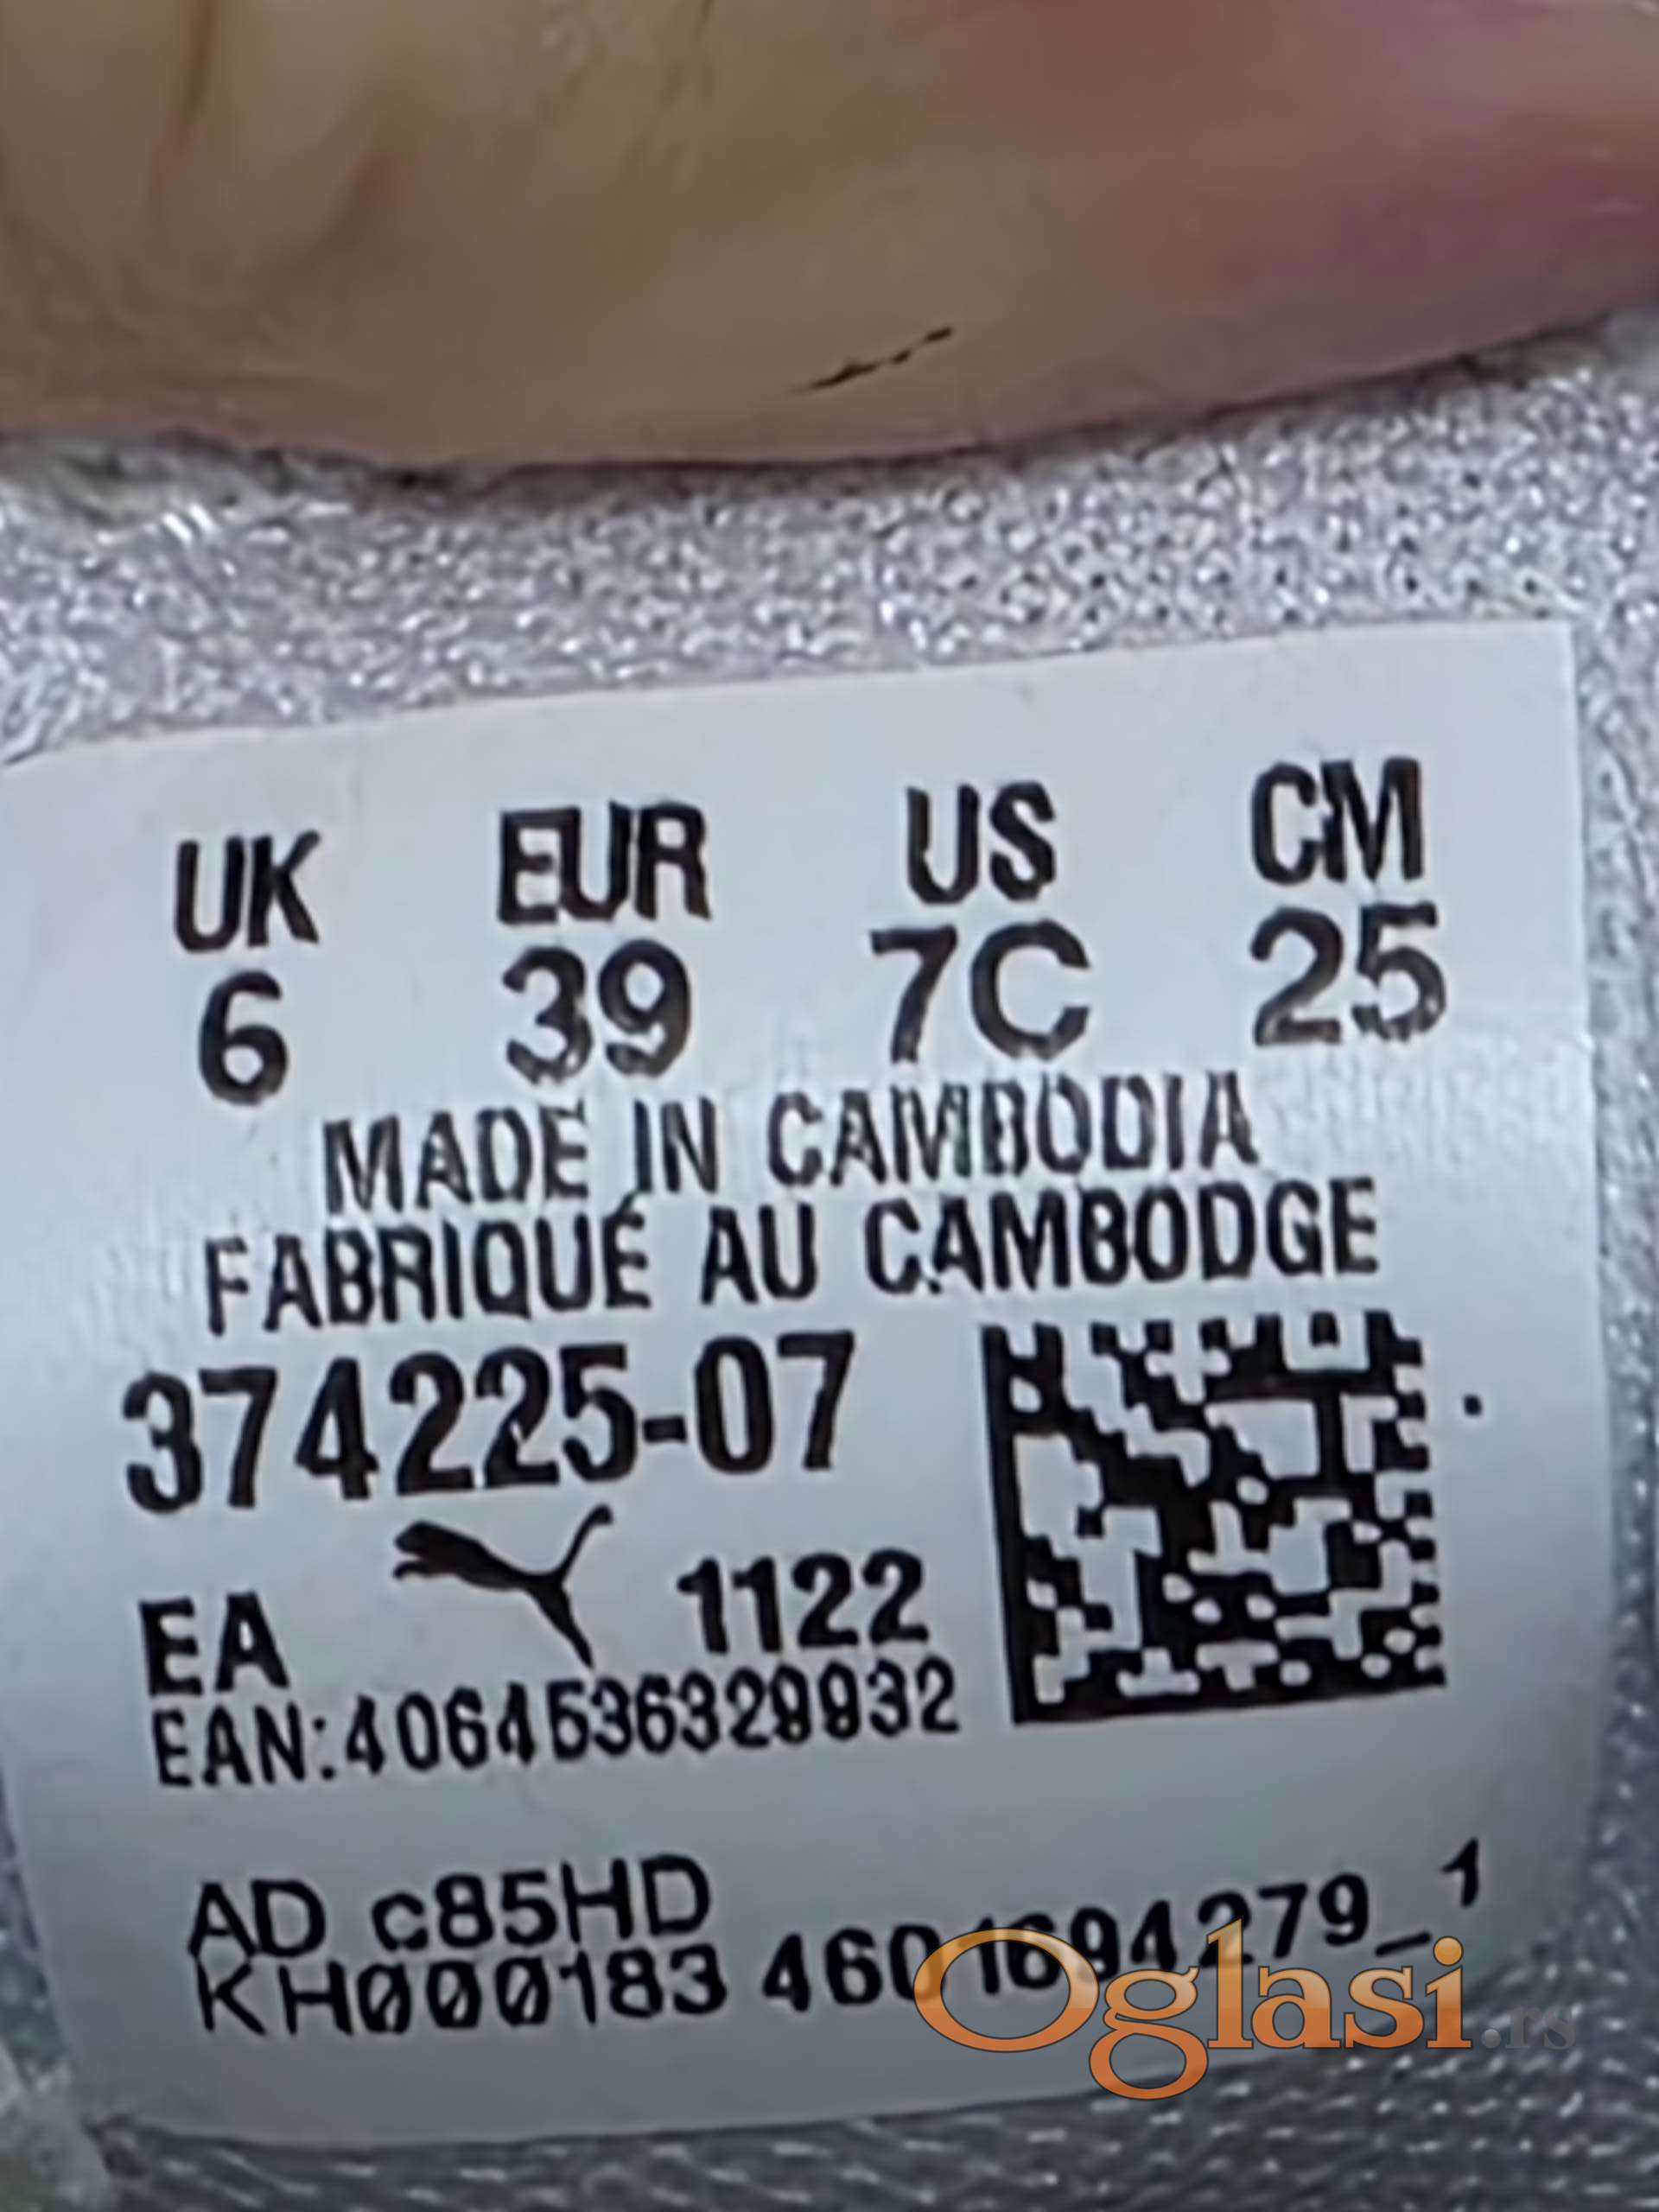 UK EUR US CM
6 39 7C 25
MADE IN CAMBODIA
FABRIQUÉ AU CAMBODGE
374225-07
EA 1122
EAN:4064536329932
AD c85HD
KH000183 4601694279_1
Oglasi.rs